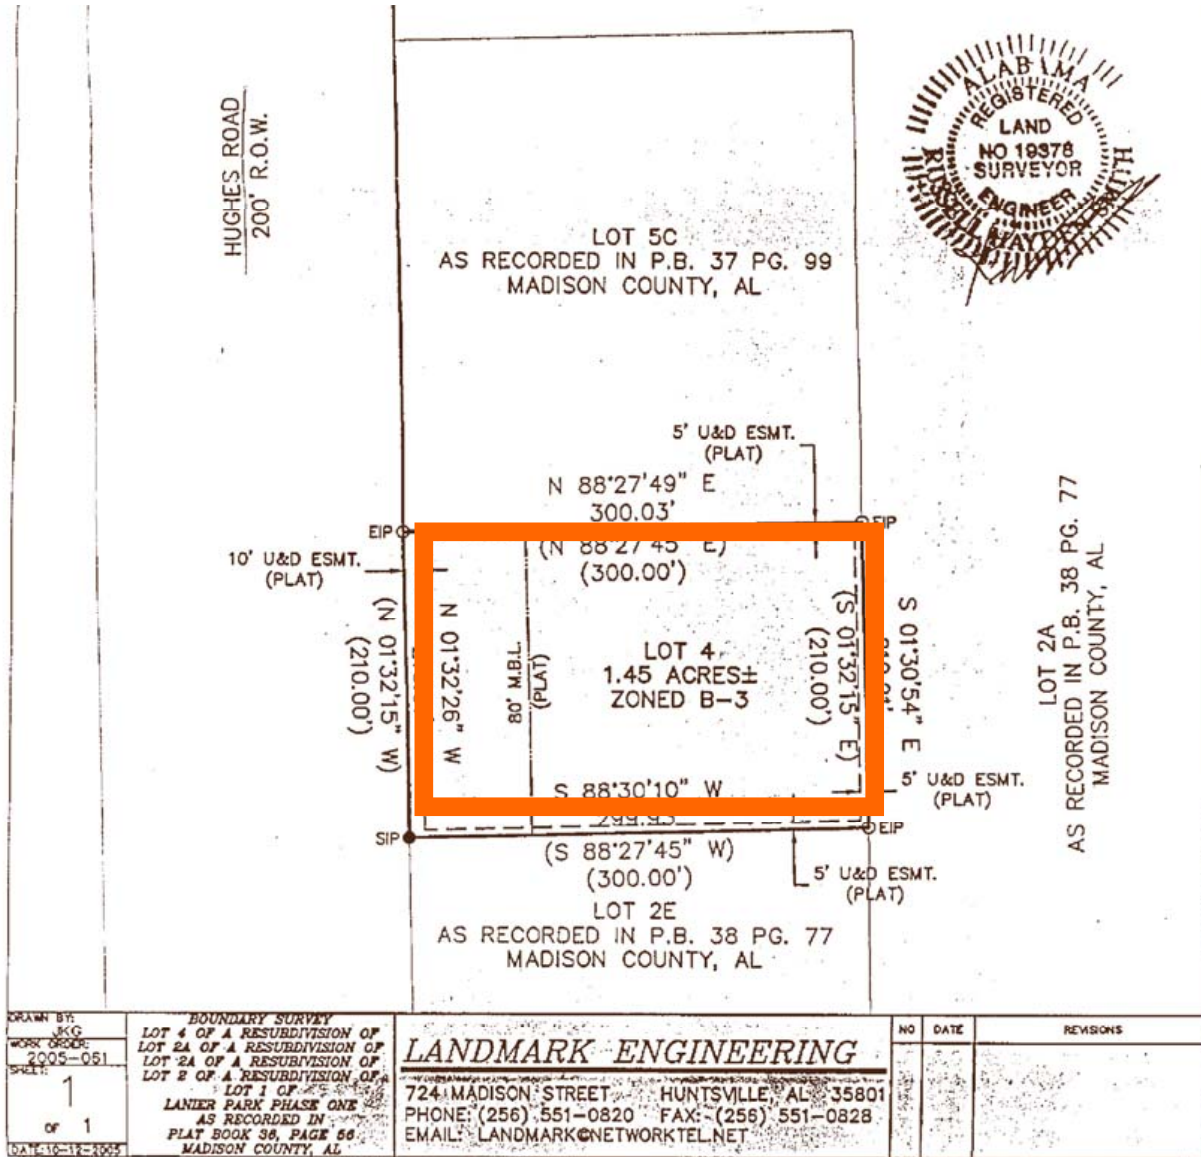 HUGHES ROAD
200' R.O.W.
ALABAMA
REGISTERED
LAND
NO 19378
SURVEYOR
ENGINEER
RUSSELL HAYDEN SMITH
LOT 5C
AS RECORDED IN P.B. 37 PG. 99
MADISON COUNTY, AL
5' U&D ESMT.
(PLAT)
N 88°27'49" E
300.03'
EIP
EIP
(N 88°27'45" E)
(300.00')
10' U&D ESMT.
(PLAT)
(N 01°32'15" W)
(210.00')
N 01°32'26" W
80' M.B.L.
(PLAT)
LOT 4
1.45 ACRES±
ZONED B-3
(S 01°32'15" E)
(210.00')
S 01°30'54" E
LOT 2A
AS RECORDED IN P.B. 38 PG. 77
MADISON COUNTY, AL
S 88°30'10" W
299.93'
5' U&D ESMT.
(PLAT)
SIP
EIP
(S 88°27'45" W)
(300.00')
5' U&D ESMT.
(PLAT)
LOT 2E
AS RECORDED IN P.B. 38 PG. 77
MADISON COUNTY, AL
DRAWN BY:
JKG
WORK ORDER:
2005-051
SHEET:
1
OF 1
DATE:10-12-2005
BOUNDARY SURVEY
LOT 4 OF A RESUBDIVISION OF
LOT 2A OF A RESUBDIVISION OF
LOT 2A OF A RESUBIVISION OF
LOT 2 OF A RESUBDIVISION OF
LOT 1 OF
LANIER PARK PHASE ONE
AS RECORDED IN
PLAT BOOK 36, PAGE 56
MADISON COUNTY, AL
LANDMARK ENGINEERING
724 MADISON STREET HUNTSVILLE, AL 35801
PHONE: (256) 551-0820 FAX: (256) 551-0828
EMAIL: LANDMARK@NETWORKTEL.NET
NO DATE REVISIONS